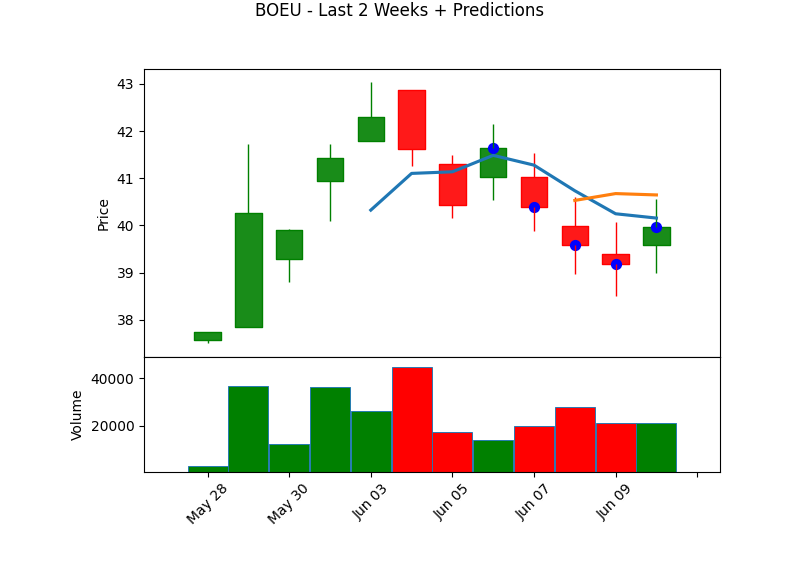 BOEU - Last 2 Weeks + Predictions
43
42
41
40
39
38
Price
40000
20000
Volume
May 28
May 30
Jun 03
Jun 05
Jun 07
Jun 09